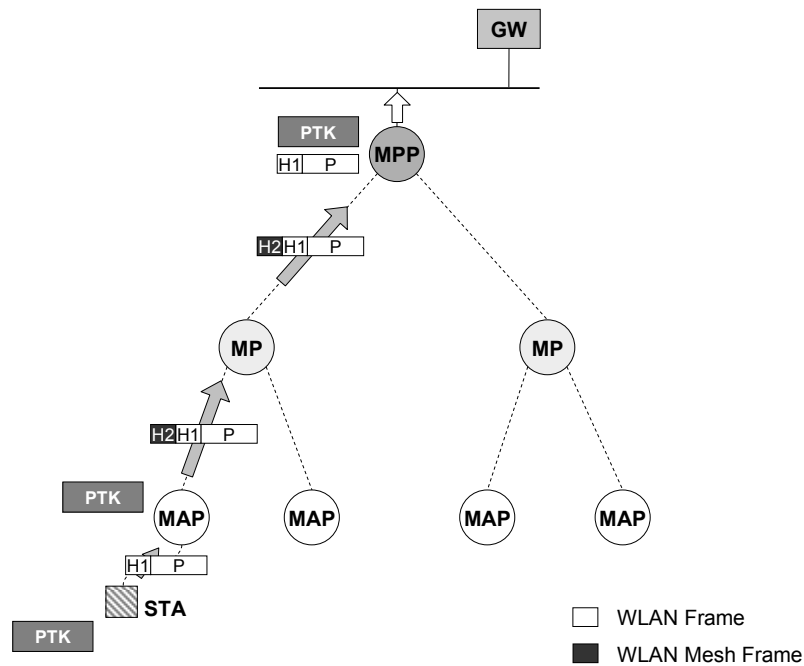 GW
PTK
MPP
H1 P
H2 H1 P
MP
MP
H2 H1 P
PTK
MAP
MAP
MAP
MAP
H1 P
STA
PTK
WLAN Frame
WLAN Mesh Frame